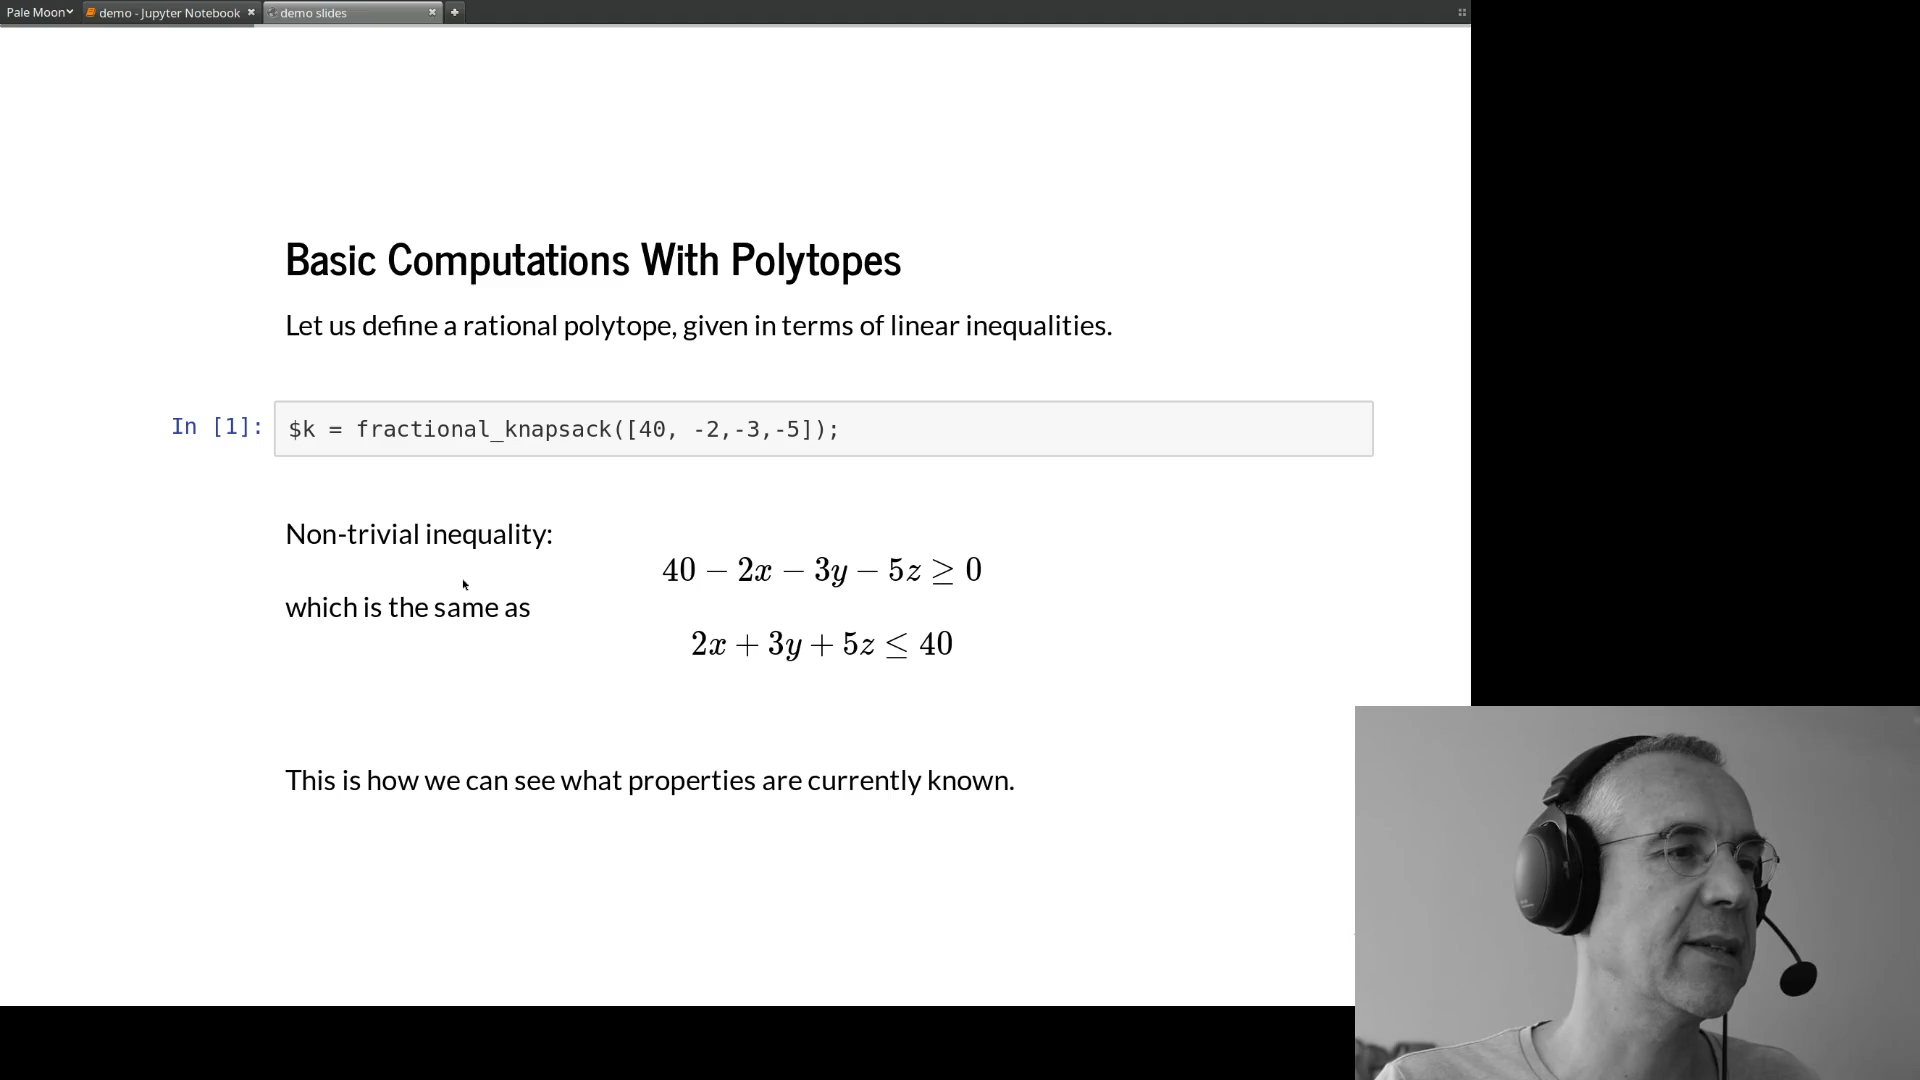 Pale Moon demo - Jupyter Notebook demo slides
Basic Computations With Polytopes
Let us define a rational polytope, given in terms of linear inequalities.
In [1]: $k = fractional_knapsack([40, -2,-3,-5]);
Non-trivial inequality:
40 − 2x − 3y − 5z ≥ 0
which is the same as
2x + 3y + 5z ≤ 40
This is how we can see what properties are currently known.